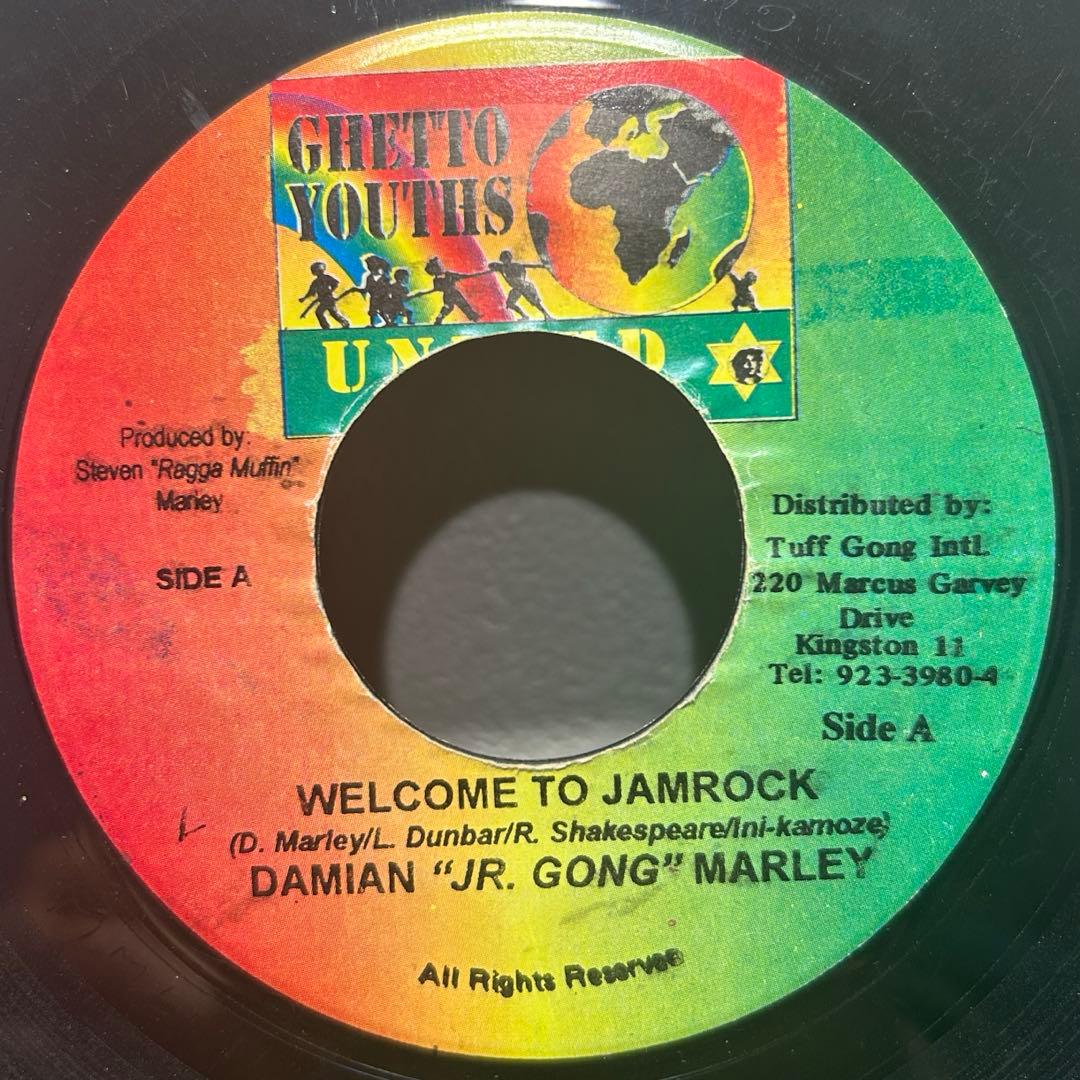 GHETTO
YOUTHS
Produced by:
Steven "Ragga Muffin"
Marley
SIDE A
Distributed by:
Tuff Gong Intl.
220 Marcus Garvey
Drive
Kingston 11
Tel: 923-3980-4
Side A
WELCOME TO JAMROCK
(D. Marley/L. Dunbar/R. Shakespeare/Ini-kamoze)
DAMIAN “JR. GONG” MARLEY
All Rights Reserved